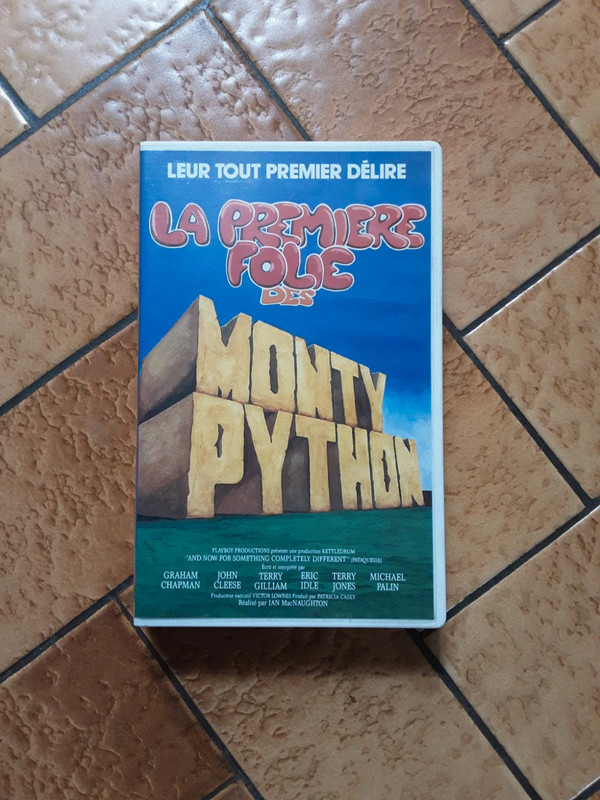 LEUR TOUT PREMIER DÉLIRE
LA PREMIERE
FOLIE
DES
MONTY
PYTHON
PLAYBOY PRODUCTIONS présente une production KETTLEDRUM
"AND NOW FOR SOMETHING COMPLETELY DIFFERENT" (PATAQUESSE)
Écrit et interprété par
GRAHAM CHAPMAN JOHN CLEESE TERRY GILLIAM ERIC IDLE TERRY JONES MICHAEL PALIN
Producteur exécutif VICTOR LOWNES Produit par PATRICIA CASEY
Réalisé par IAN MacNAUGHTON